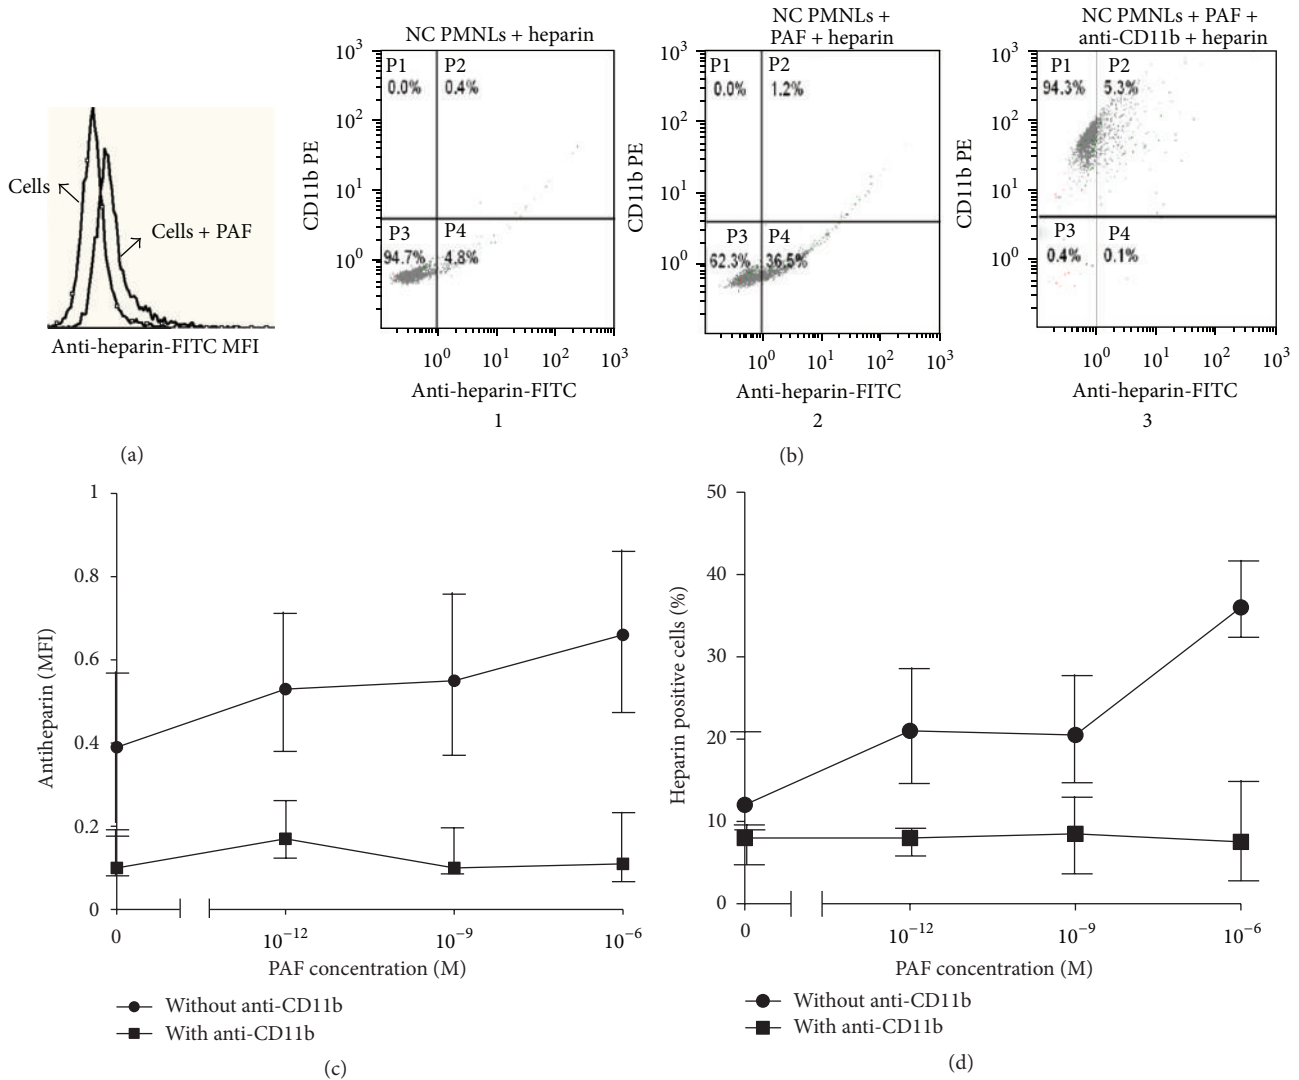 Cells
Cells + PAF
Anti-heparin-FITC MFI
(a)
NC PMNLs + heparin
CD11b PE
10³
10²
10¹
10⁰
P1
0.0%
P2
0.4%
P3
94.7%
P4
4.8%
10⁰ 10¹ 10² 10³
Anti-heparin-FITC
1
NC PMNLs +
PAF + heparin
CD11b PE
10³
10²
10¹
10⁰
P1
0.0%
P2
1.2%
P3
62.3%
P4
36.5%
10⁰ 10¹ 10² 10³
Anti-heparin-FITC
2
NC PMNLs + PAF +
anti-CD11b + heparin
CD11b PE
10³
10²
10¹
10⁰
P1
94.3%
P2
5.3%
P3
0.4%
P4
0.1%
10⁰ 10¹ 10² 10³
Anti-heparin-FITC
3
(b)
Antiheparin (MFI)
1
0.8
0.6
0.4
0.2
0
0 10⁻¹² 10⁻⁹ 10⁻⁶
PAF concentration (M)
Without anti-CD11b
With anti-CD11b
(c)
Heparin positive cells (%)
50
40
30
20
10
0
0 10⁻¹² 10⁻⁹ 10⁻⁶
PAF concentration (M)
Without anti-CD11b
With anti-CD11b
(d)